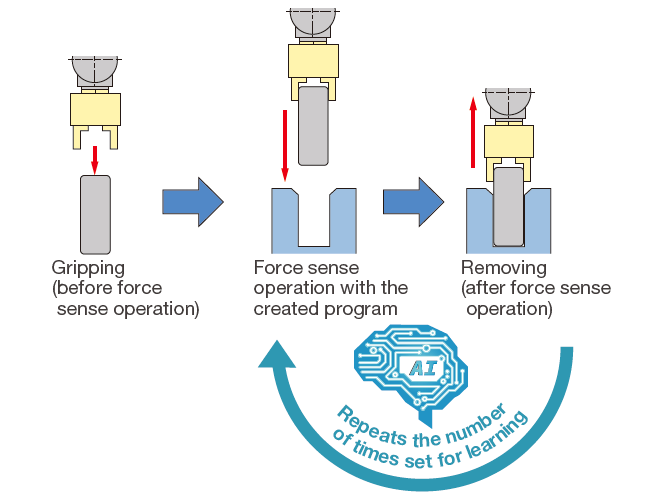 Gripping
(before force
sense operation)
Force sense
operation with the
created program
Removing
(after force sense
operation)
AI
Repeats the number
of times set for learning